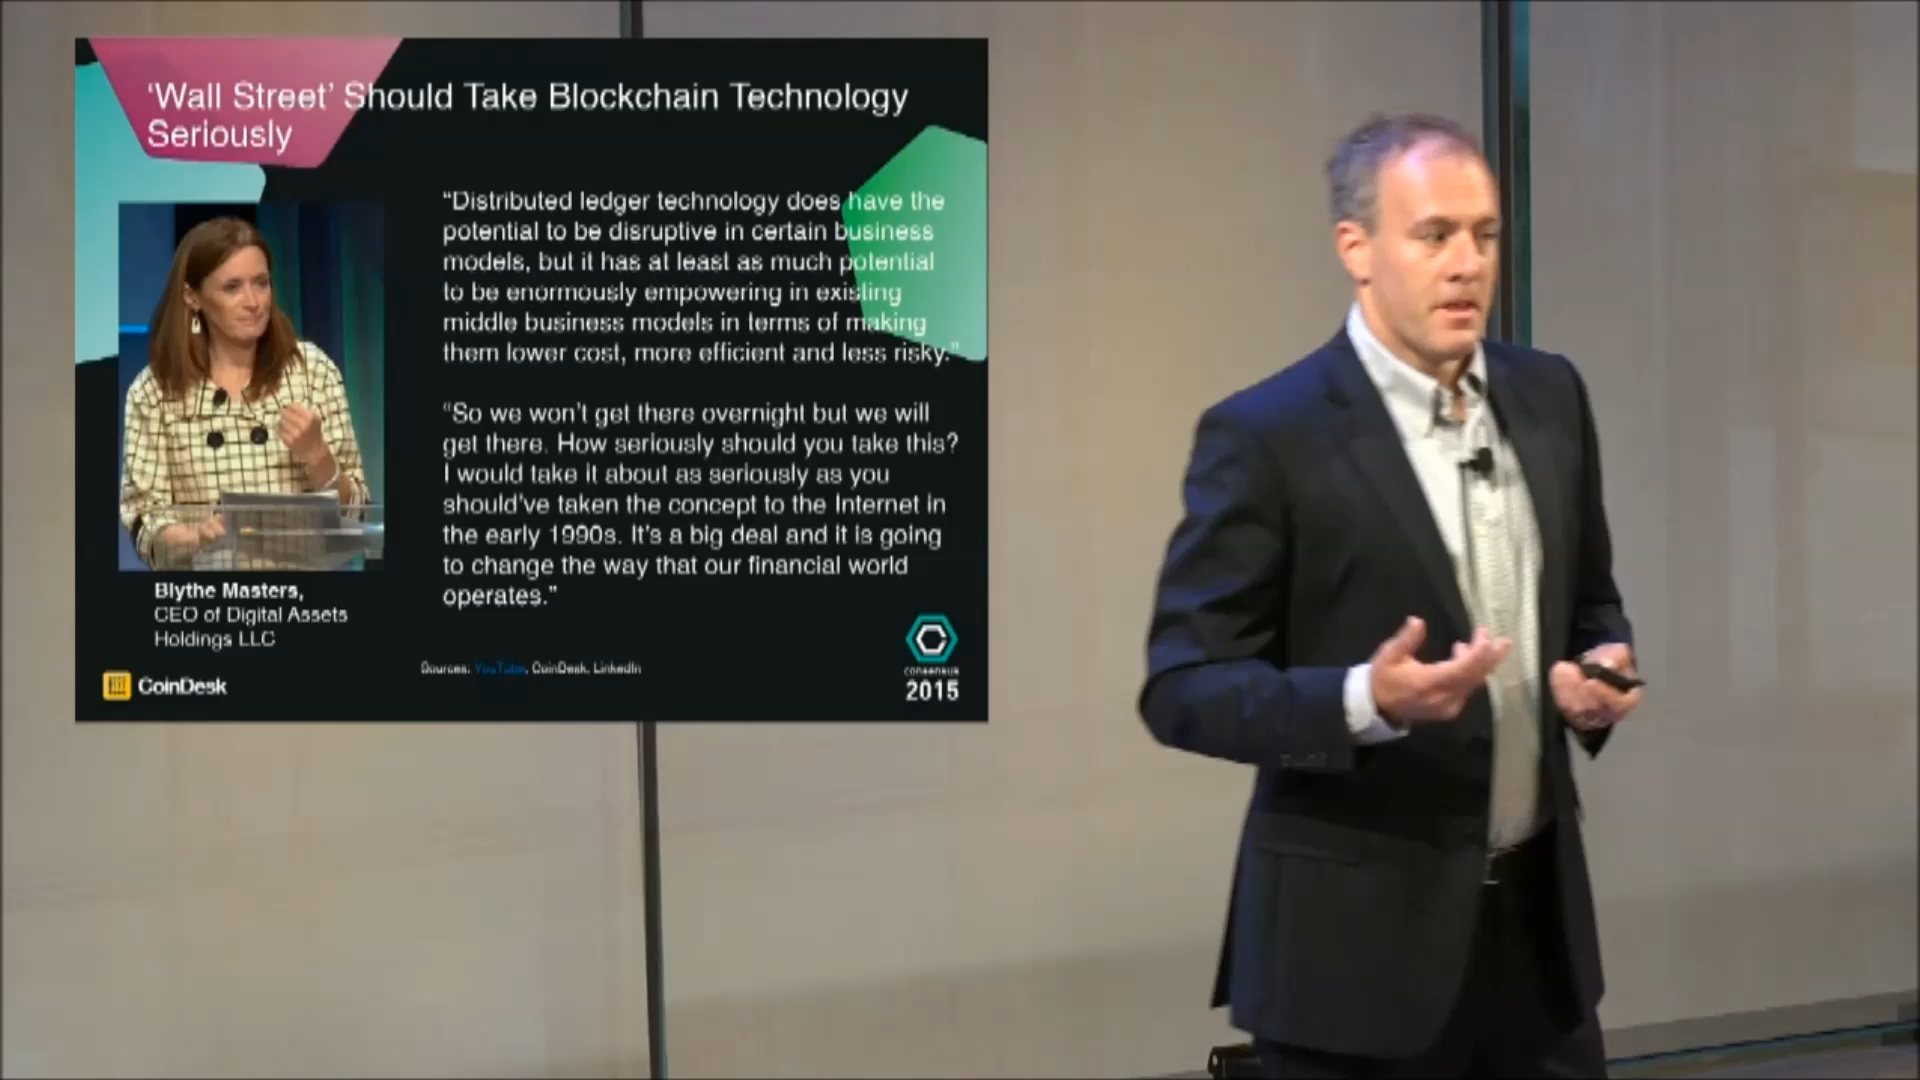 ‘Wall Street’ Should Take Blockchain Technology
Seriously
“Distributed ledger technology does have the
potential to be disruptive in certain business
models, but it has at least as much potential
to be enormously empowering in existing
middle business models in terms of making
them lower cost, more efficient and less risky.”
“So we won’t get there overnight but we will
get there. How seriously should you take this?
I would take it about as seriously as you
should’ve taken the concept to the Internet in
the early 1990s. It’s a big deal and it is going
to change the way that our financial world
operates.”
Blythe Masters,
CEO of Digital Assets
Holdings LLC
Sources: YouTube, CoinDesk, LinkedIn
CoinDesk
consensus
2015